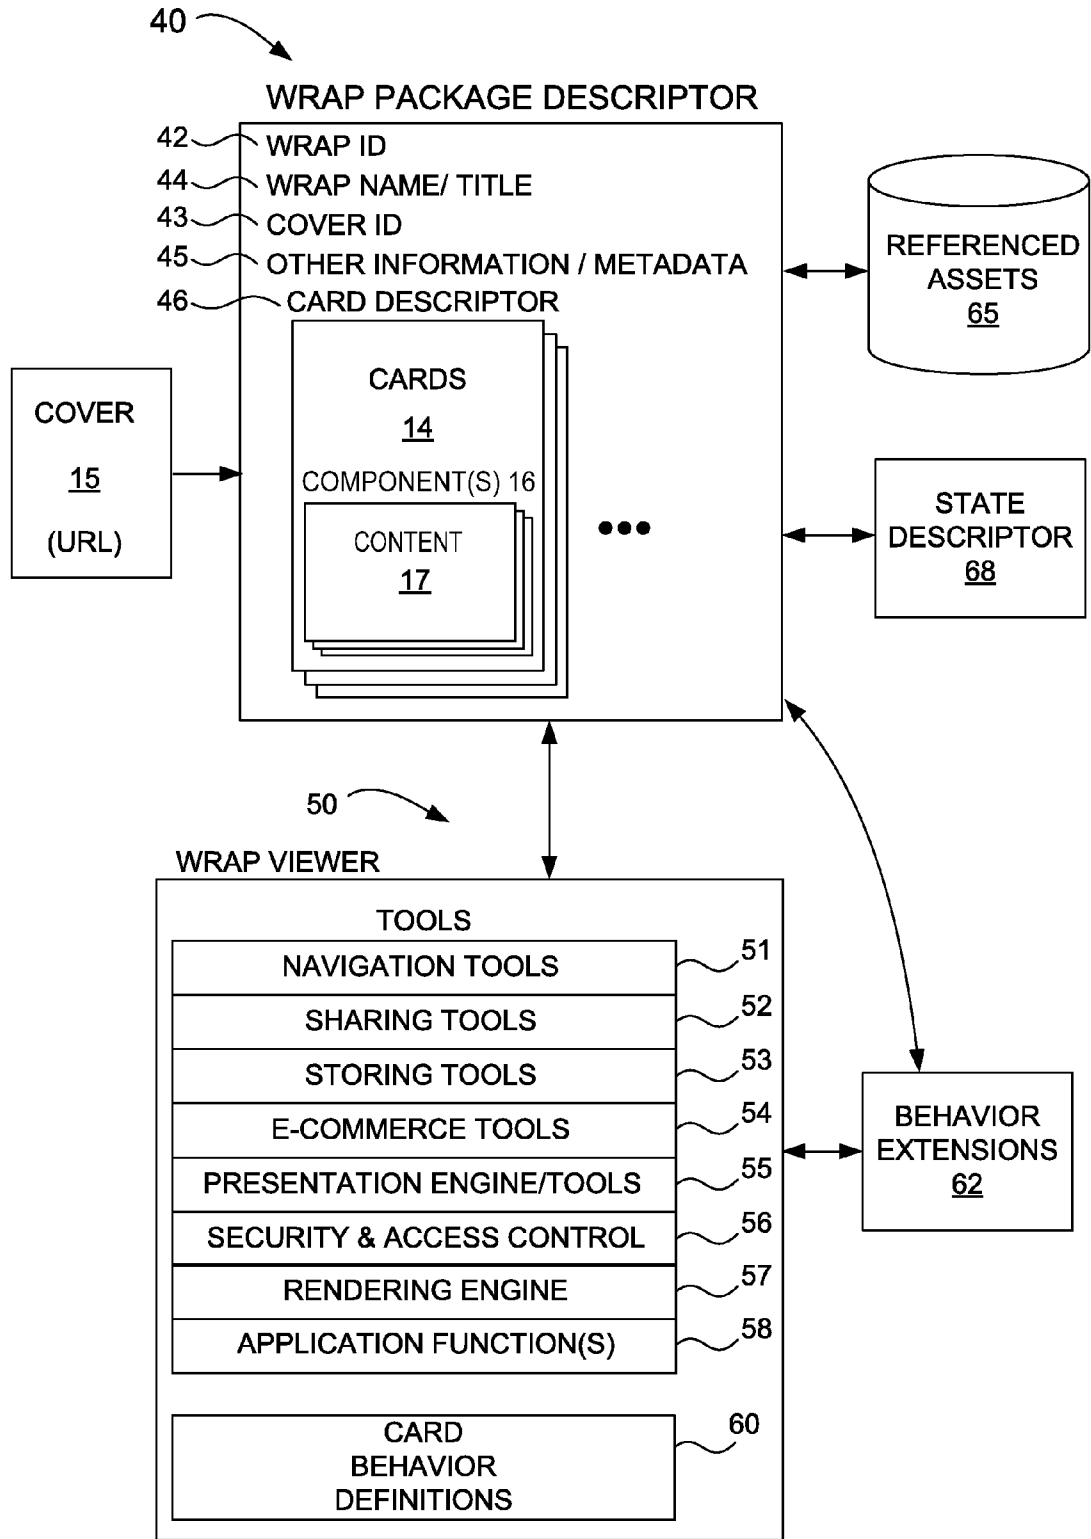 40
WRAP PACKAGE DESCRIPTOR
42 WRAP ID
44 WRAP NAME/ TITLE
43 COVER ID
45 OTHER INFORMATION / METADATA
46 CARD DESCRIPTOR
CARDS
14
COMPONENT(S) 16
CONTENT
17
COVER
15
(URL)
REFERENCED
ASSETS
65
STATE
DESCRIPTOR
68
50
WRAP VIEWER
TOOLS
NAVIGATION TOOLS 51
SHARING TOOLS 52
STORING TOOLS 53
E-COMMERCE TOOLS 54
PRESENTATION ENGINE/TOOLS 55
SECURITY & ACCESS CONTROL 56
RENDERING ENGINE 57
APPLICATION FUNCTION(S) 58
CARD 60
BEHAVIOR
DEFINITIONS
BEHAVIOR
EXTENSIONS
62